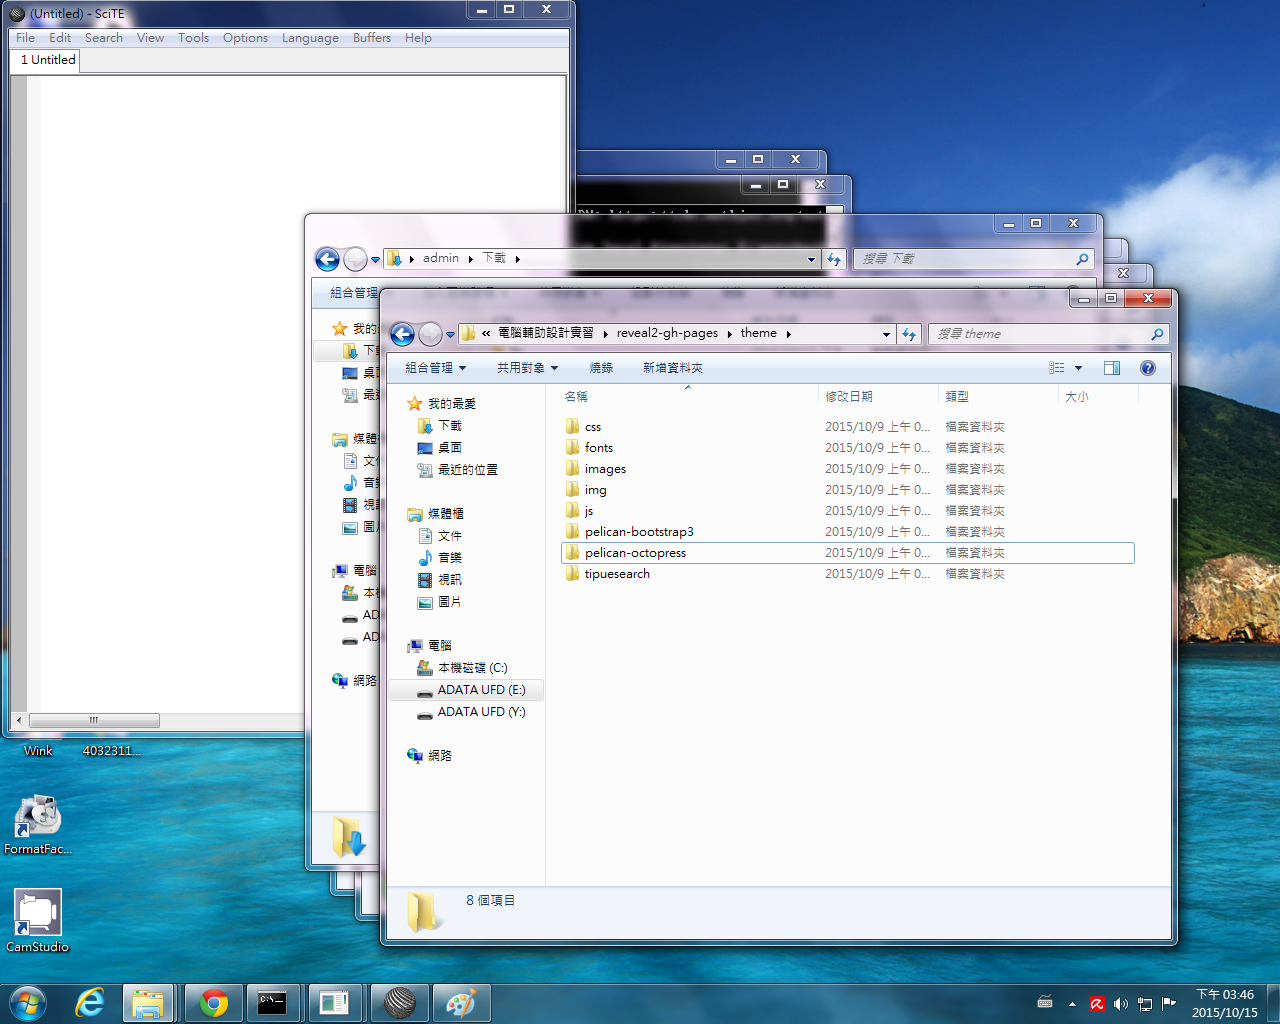 (Untitled) - SciTE
File Edit Search View Tools Options Language Buffers Help
1 Untitled
admin 下載
搜尋 下載
組合管理
« 電腦輔助設計實習 reveal2-gh-pages theme
搜尋 theme
組合管理 共用對象 燒錄 新增資料夾
名稱 修改日期 類型 大小
css 2015/10/9 上午 0... 檔案資料夾
fonts 2015/10/9 上午 0... 檔案資料夾
images 2015/10/9 上午 0... 檔案資料夾
img 2015/10/9 上午 0... 檔案資料夾
js 2015/10/9 上午 0... 檔案資料夾
pelican-bootstrap3 2015/10/9 上午 0... 檔案資料夾
pelican-octopress 2015/10/9 上午 0... 檔案資料夾
tipuesearch 2015/10/9 上午 0... 檔案資料夾
我的最愛
下載
桌面
最近的位置
媒體櫃
文件
音樂
視訊
圖片
電腦
本機磁碟 (C:)
ADATA UFD (E:)
ADATA UFD (Y:)
網路
8 個項目
我的
下
桌
最
媒體
文
音
視
圖
電腦
本
AD
AD
網路
Wink
4032311...
FormatFac...
CamStudio
下午 03:46
2015/10/15